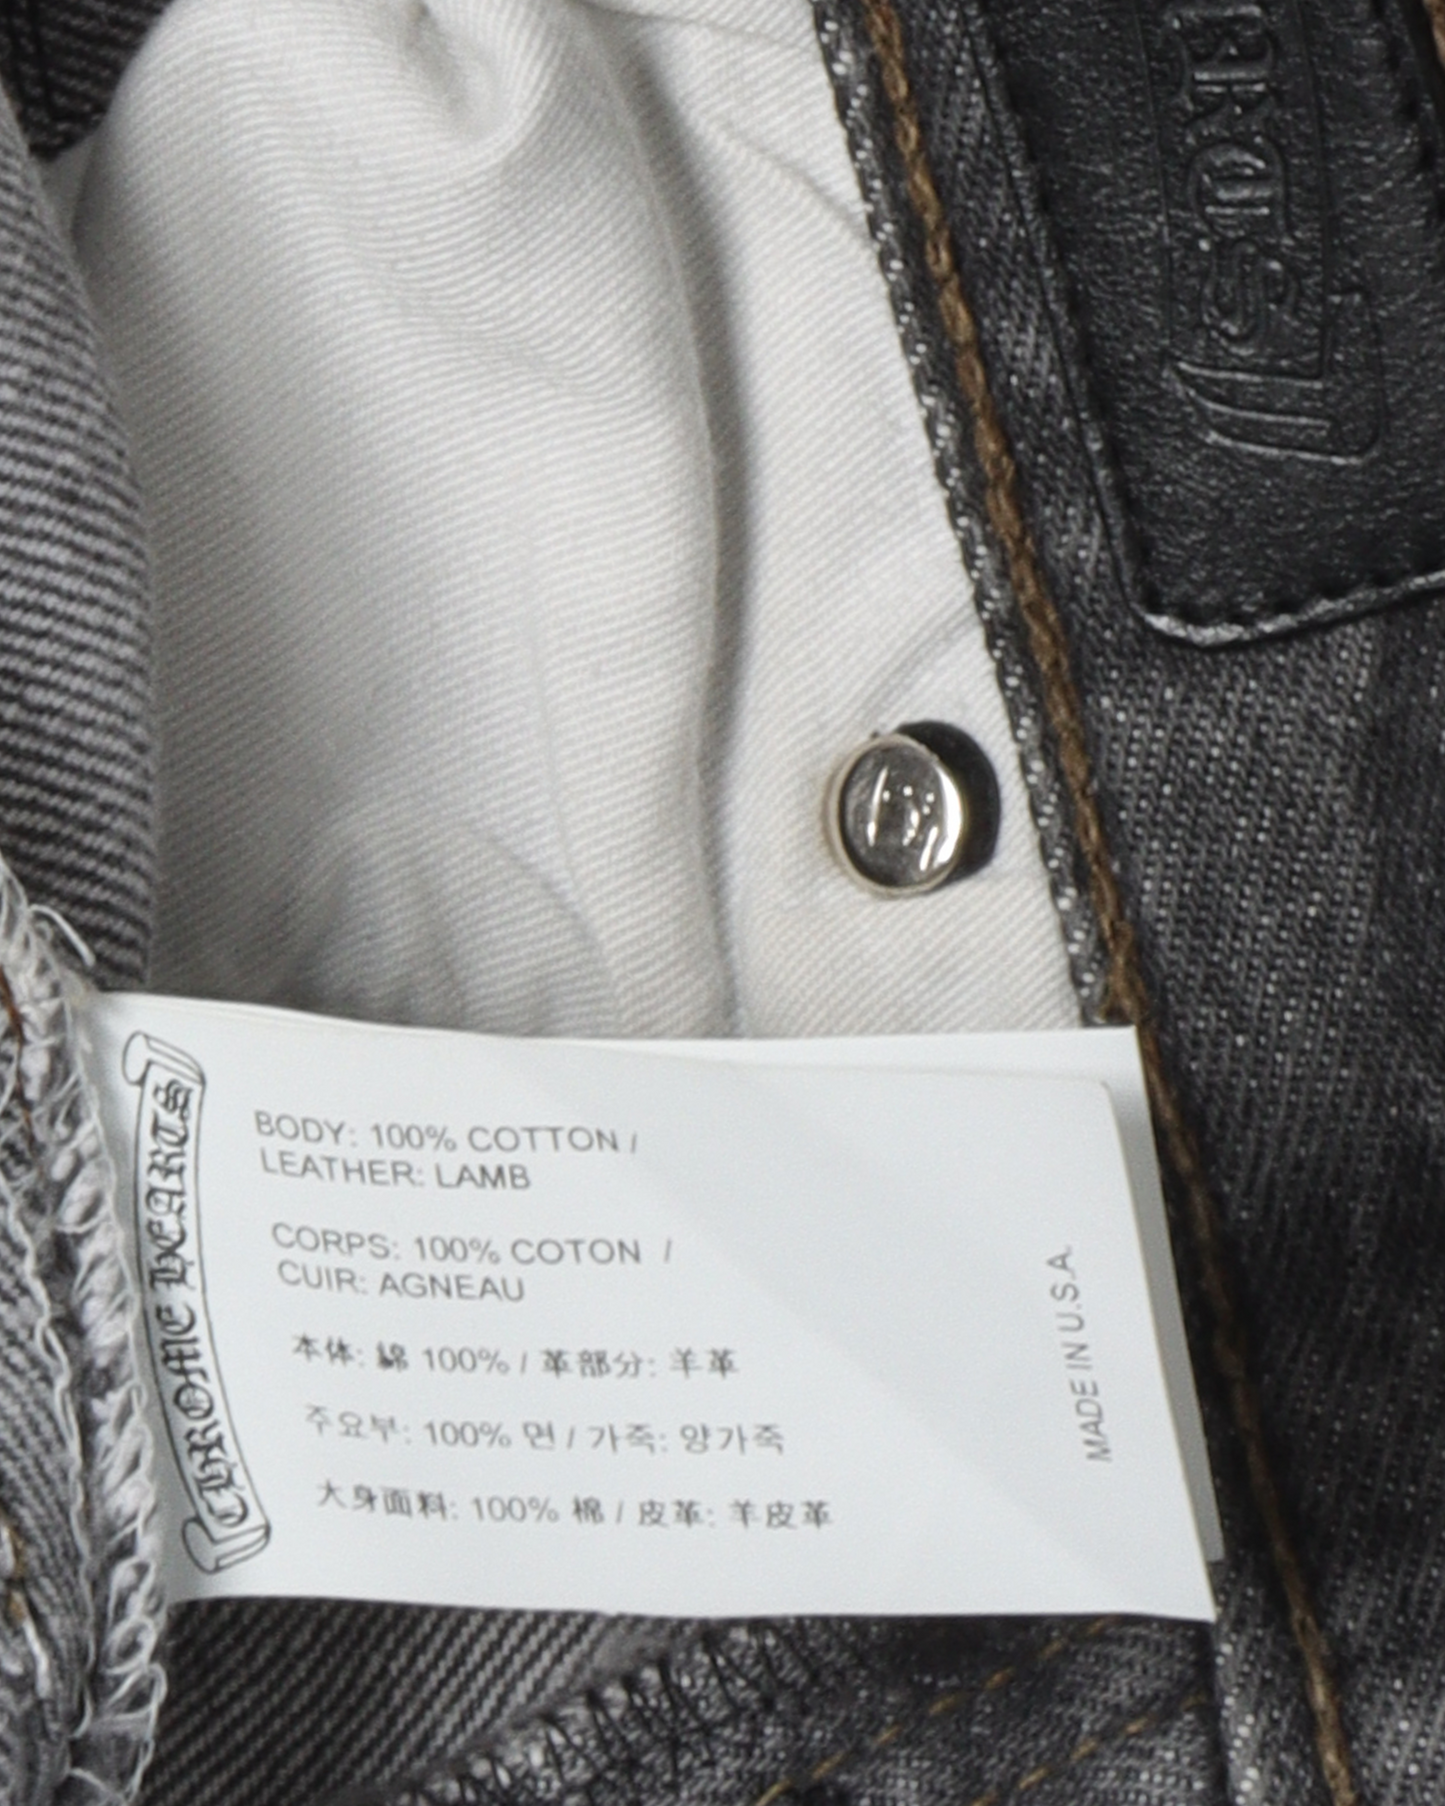 CHROME HEARTS
BODY: 100% COTTON /
LEATHER: LAMB
CORPS: 100% COTON /
CUIR: AGNEAU
本体: 綿 100% / 革部分: 羊革
주요부: 100% 면 / 가죽: 양가죽
大身面料: 100% 棉 / 皮革: 羊皮革
MADE IN U.S.A.